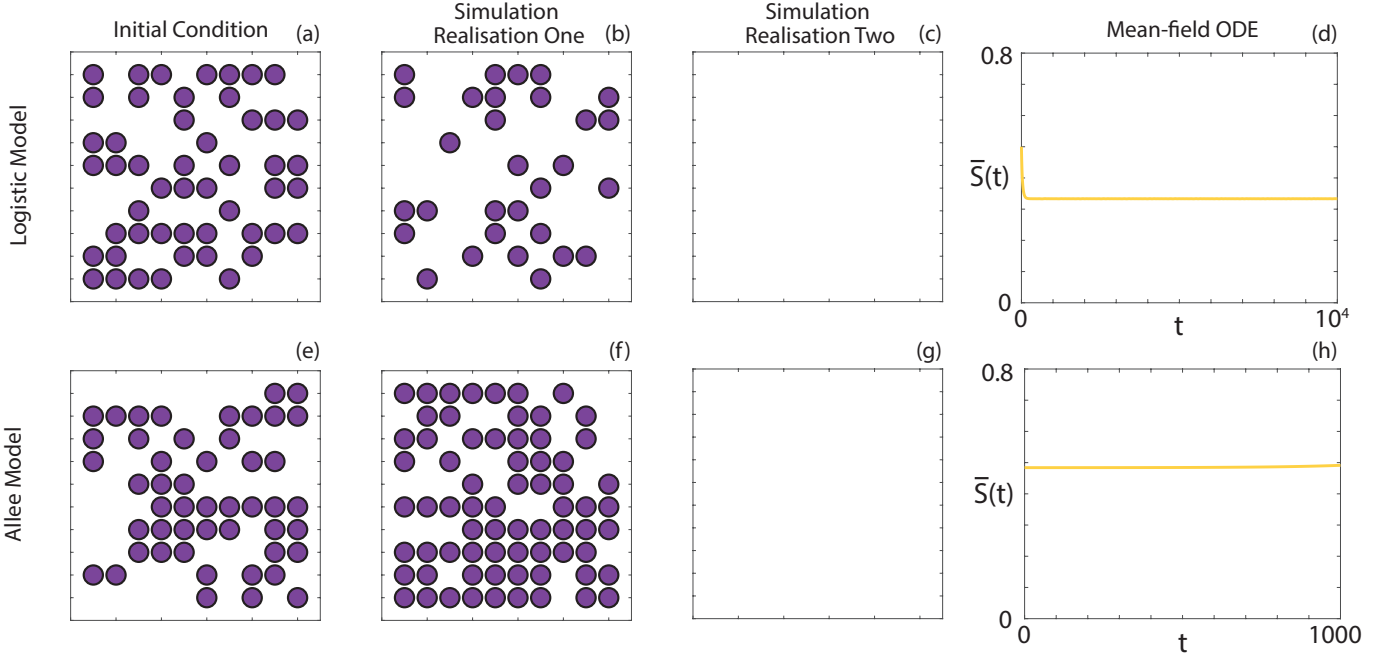 Initial Condition
(a)
Simulation
Realisation One
(b)
Simulation
Realisation Two
(c)
Mean-field ODE
(d)
Logistic Model
0.8
S̅(t)
0
0
t
10⁴
(e)
(f)
(g)
(h)
Allee Model
0.8
S̅(t)
0
0
t
1000